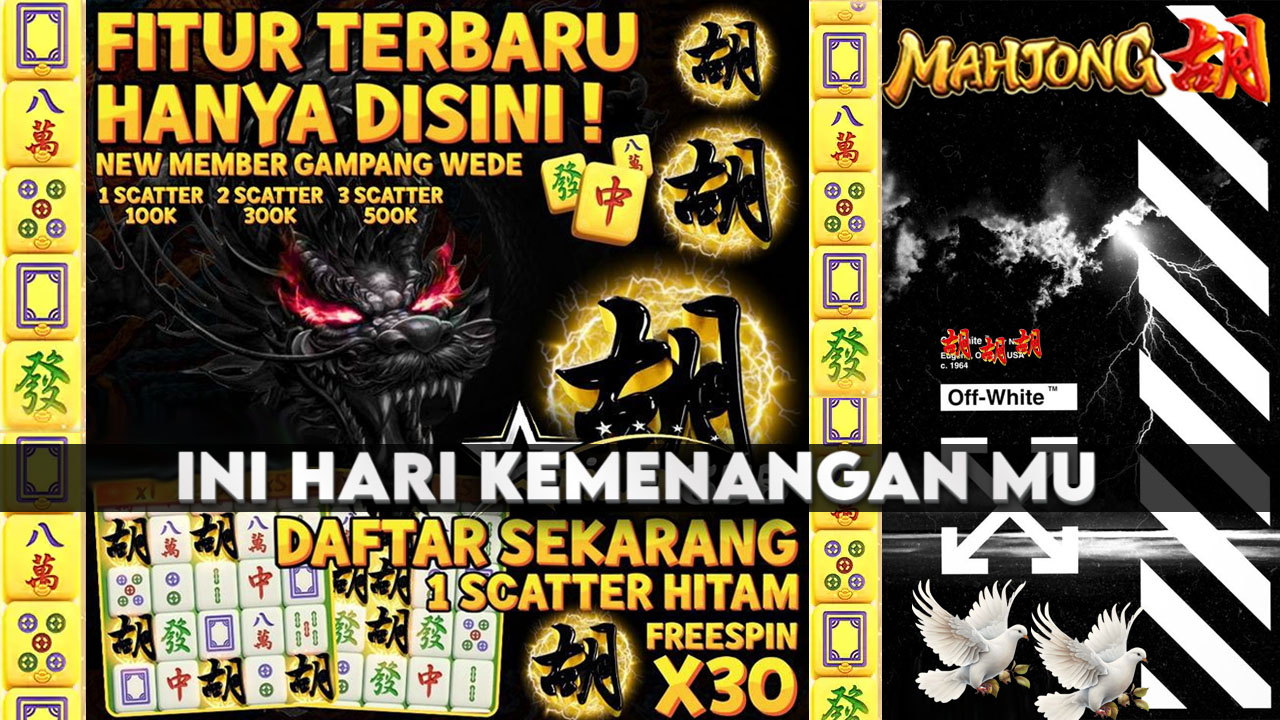 FITUR TERBARU
HANYA DISINI !
NEW MEMBER GAMPANG WEDE
1 SCATTER 2 SCATTER 3 SCATTER
100K 300K 500K
胡
胡
胡
八萬
發
中
MAHJONG胡
胡 胡 胡
c. 1964
Off-White™
INI HARI KEMENANGAN MU
DAFTAR SEKARANG
1 SCATTER HITAM
胡
FREESPIN
X30